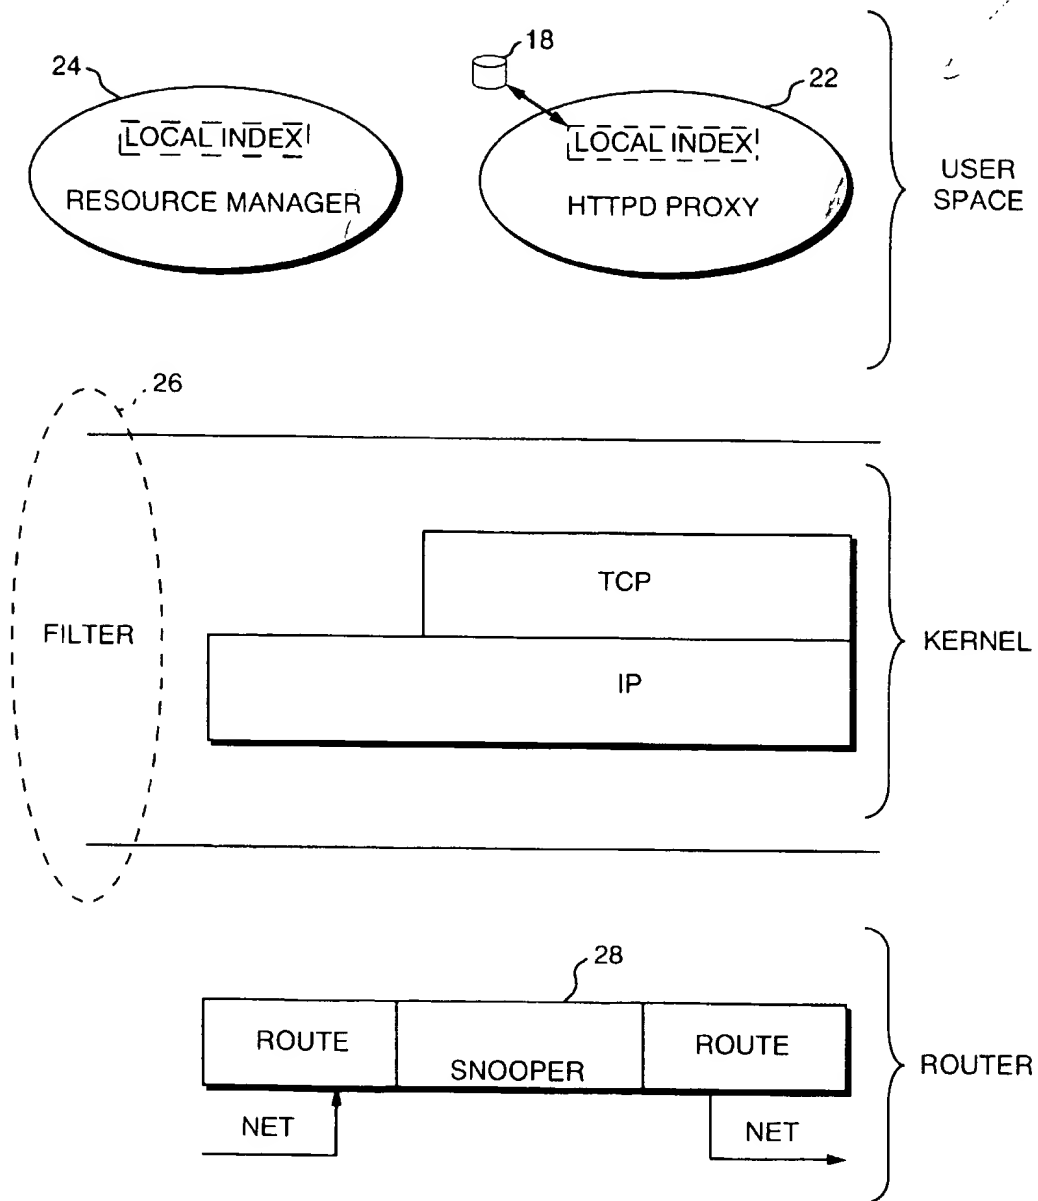 18
24
22
LOCAL INDEX
RESOURCE MANAGER
LOCAL INDEX
HTTPD PROXY
USER
SPACE
26
FILTER
TCP
IP
KERNEL
28
ROUTE
SNOOPER
ROUTE
ROUTER
NET
NET